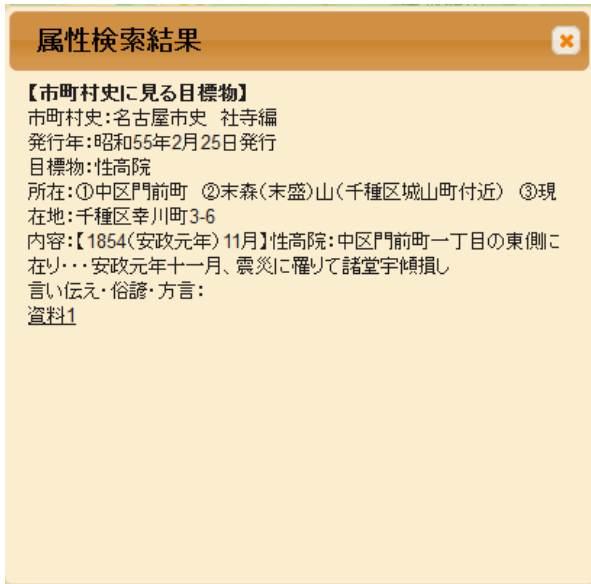 属性検索結果
【市町村史に見る目標物】
市町村史:名古屋市史 社寺編
発行年:昭和55年2月25日発行
目標物:性高院
所在:①中区門前町 ②末森(末盛)山(千種区城山町付近) ③現
在地:千種区幸川町3-6
内容:【1854(安政元年)11月】性高院:中区門前町一丁目の東側に
在り・・・安政元年十一月、震災に罹りて諸堂宇傾損し
言い伝え・俗諺・方言:
資料1